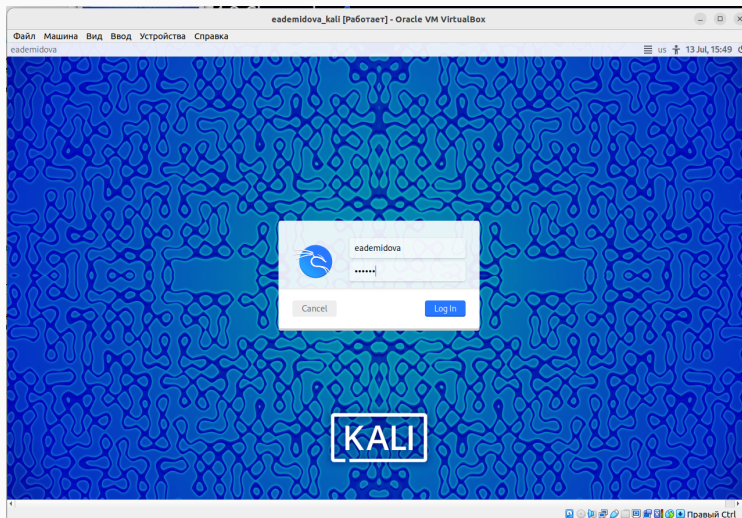 eademidova_kali [Работает] - Oracle VM VirtualBox
Файл Машина Вид Ввод Устройства Справка
eademidova us 13 Jul, 15:49
eademidova
••••••
Cancel Log In
KALI
Правый Ctrl